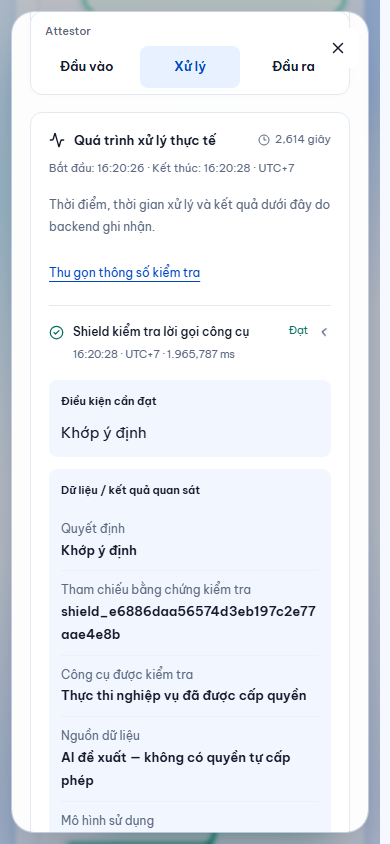 Attestor
Đầu vào
Xử lý
Đầu ra
Quá trình xử lý thực tế
2,614 giây
Bắt đầu: 16:20:26 · Kết thúc: 16:20:28 · UTC+7
Thời điểm, thời gian xử lý và kết quả dưới đây do
backend ghi nhận.
Thu gọn thông số kiểm tra
Shield kiểm tra lời gọi công cụ
Đạt
16:20:28 · UTC+7 · 1.965,787 ms
Điều kiện cần đạt
Khớp ý định
Dữ liệu / kết quả quan sát
Quyết định
Khớp ý định
Tham chiếu bằng chứng kiểm tra
shield_e6886daa56574d3eb197c2e77
aae4e8b
Công cụ được kiểm tra
Thực thi nghiệp vụ đã được cấp quyền
Nguồn dữ liệu
AI đề xuất — không có quyền tự cấp
phép
Mô hình sử dụng